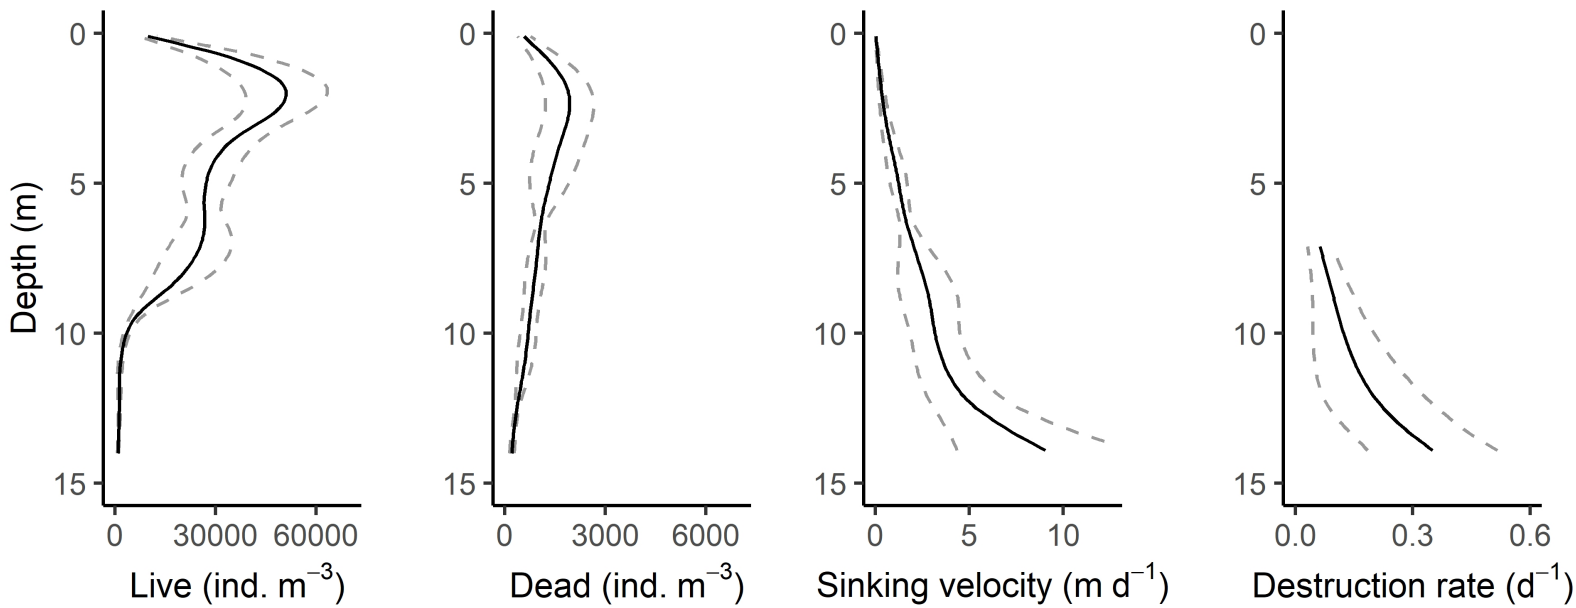 Depth (m)
0
5
10
15
0 30000 60000
Live (ind. m⁻³)
0
5
10
15
0 3000 6000
Dead (ind. m⁻³)
0
5
10
15
0 5 10
Sinking velocity (m d⁻¹)
0
5
10
15
0.0 0.3 0.6
Destruction rate (d⁻¹)